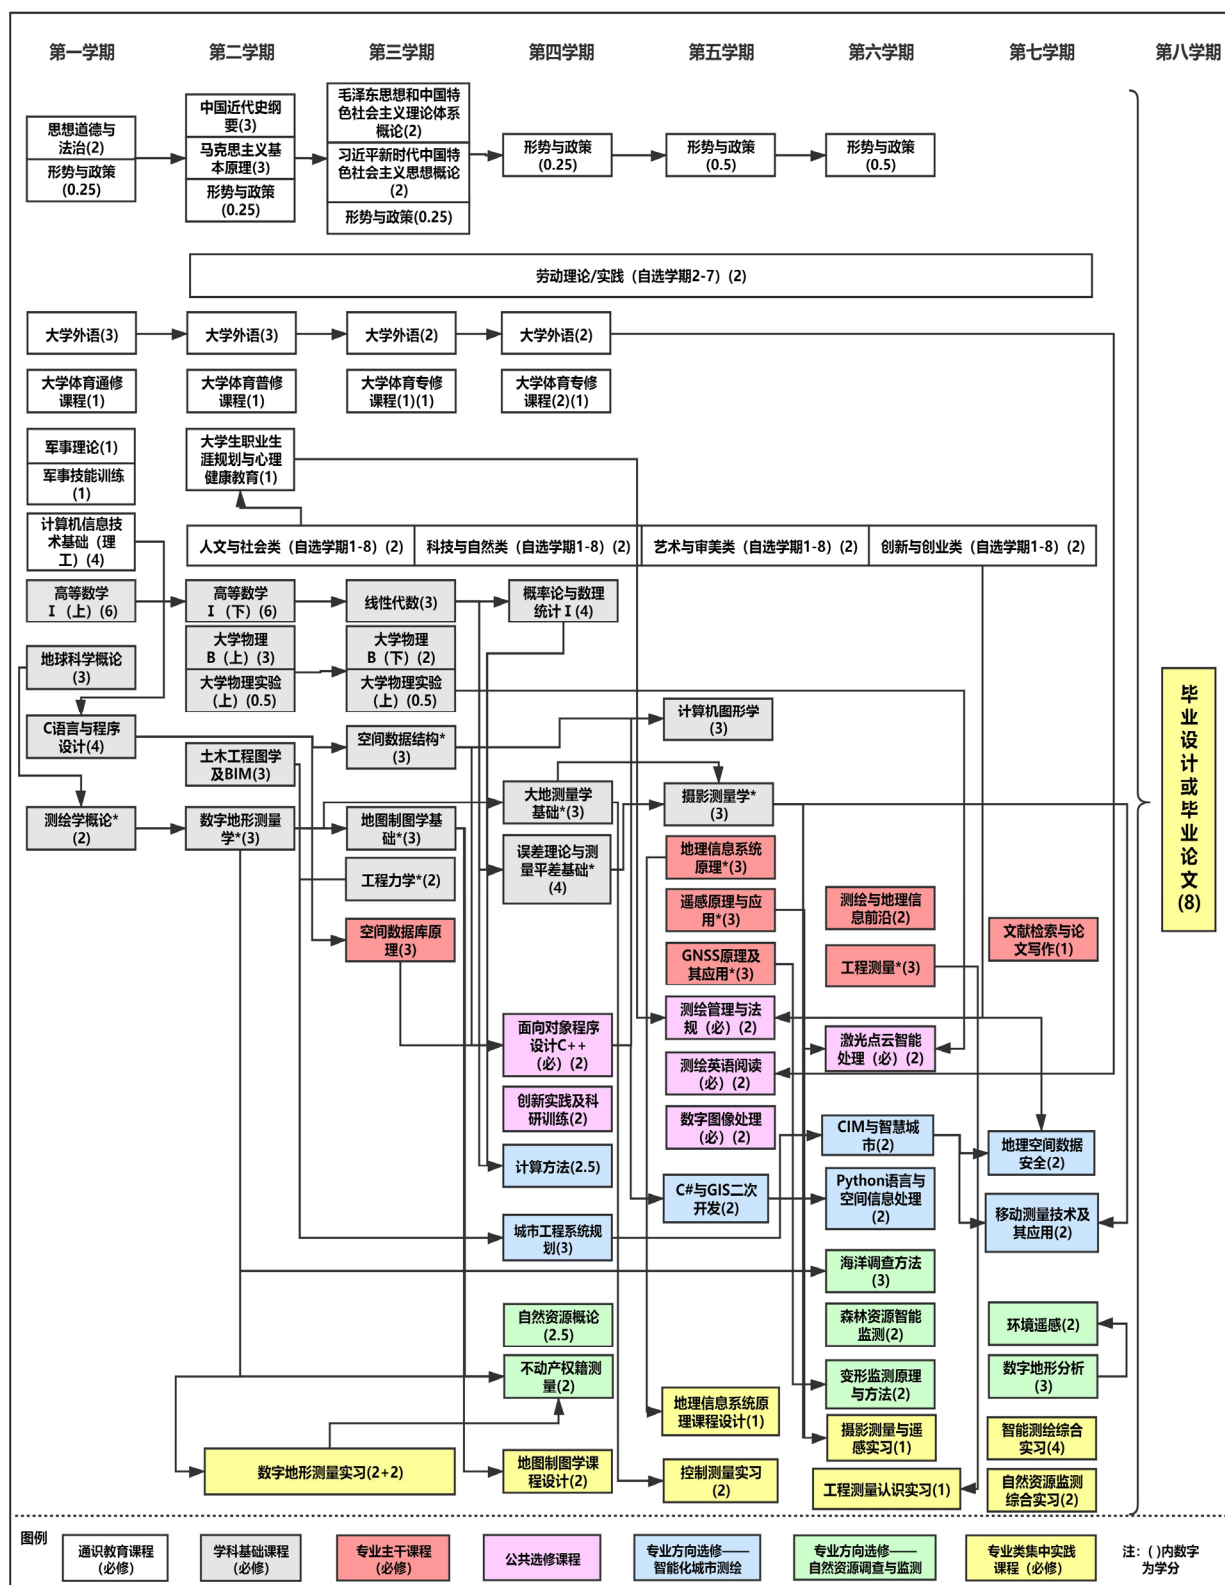 第一学期
第二学期
第三学期
第四学期
第五学期
第六学期
第七学期
第八学期
思想道德与
法治(2)
形势与政策
(0.25)
中国近代史纲
要(3)
马克思主义基
本原理(3)
形势与政策
(0.25)
毛泽东思想和中国特
色社会主义理论体系
概论(2)
习近平新时代中国特
色社会主义思想概论
(2)
形势与政策(0.25)
形势与政策
(0.25)
形势与政策
(0.5)
形势与政策
(0.5)
劳动理论/实践（自选学期2-7）(2)
大学外语(3)
大学外语(3)
大学外语(2)
大学外语(2)
大学体育通修
课程(1)
大学体育普修
课程(1)
大学体育专修
课程(1)(1)
大学体育专修
课程(2)(1)
军事理论(1)
军事技能训练
(1)
大学生职业生
涯规划与心理
健康教育(1)
计算机信息技
术基础（理
工）(4)
人文与社会类（自选学期1-8）(2)
科技与自然类（自选学期1-8）(2)
艺术与审美类（自选学期1-8）(2)
创新与创业类（自选学期1-8）(2)
高等数学
Ⅰ（上）(6)
高等数学
Ⅰ（下）(6)
线性代数(3)
概率论与数理
统计Ⅰ(4)
大学物理
B（上）(3)
大学物理实验
（上）(0.5)
大学物理
B（下）(2)
大学物理实验
（上）(0.5)
地球科学概论
(3)
C语言与程序
设计(4)
土木工程图学
及BIM(3)
空间数据结构*
(3)
计算机图形学
(3)
测绘学概论*
(2)
数字地形测量
学*(3)
地图制图学基
础*(3)
大地测量学
基础*(3)
摄影测量学*
(3)
工程力学*(2)
误差理论与测
量平差基础*
(4)
地理信息系统
原理*(3)
空间数据库原
理(3)
遥感原理与应
用*(3)
测绘与地理信
息前沿(2)
文献检索与论
文写作(1)
GNSS原理及
其应用*(3)
工程测量*(3)
面向对象程序
设计C++
（必）(2)
测绘管理与法
规（必）(2)
激光点云智能
处理（必）(2)
测绘英语阅读
（必）(2)
创新实践及科
研训练(2)
数字图像处理
（必）(2)
计算方法(2.5)
CIM与智慧城
市(2)
地理空间数据
安全(2)
C#与GIS二次
开发(2)
Python语言与
空间信息处理
(2)
城市工程系统规
划(3)
移动测量技术及
其应用(2)
海洋调查方法
(3)
自然资源概论
(2.5)
森林资源智能
监测(2)
环境遥感(2)
不动产权籍测
量(2)
变形监测原理
与方法(2)
数字地形分析
(3)
地理信息系统原
理课程设计(1)
摄影测量与遥
感实习(1)
智能测绘综合
实习(4)
数字地形测量实习(2+2)
地图制图学课
程设计(2)
控制测量实习
(2)
工程测量认识实习(1)
自然资源监测
综合实习(2)
毕
业
设
计
或
毕
业
论
文
(8)
图例
通识教育课程
(必修)
学科基础课程
(必修)
专业主干课程
(必修)
公共选修课程
专业方向选修——
智能化城市测绘
专业方向选修——
自然资源调查与监测
专业类集中实践
课程（必修）
注：( )内数字
为学分